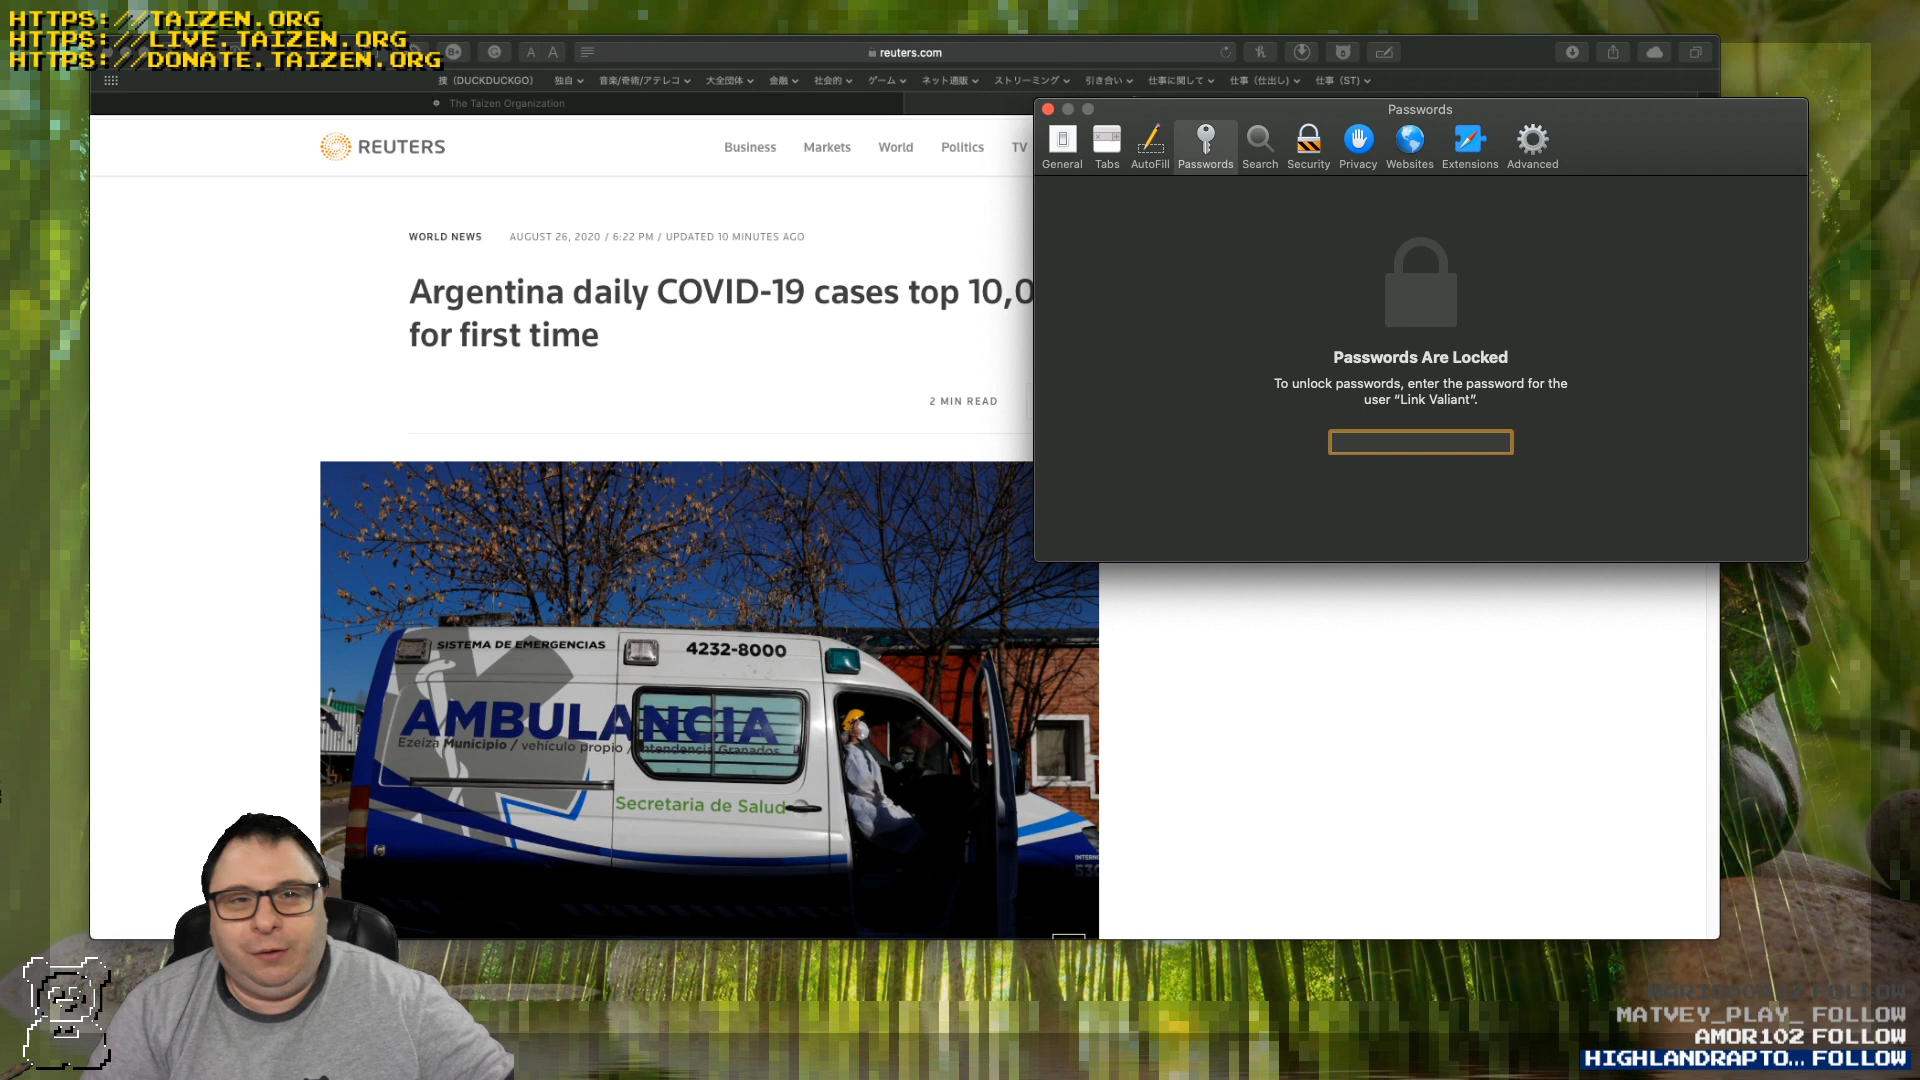 HTTPS://TAIZEN.ORG
HTTPS://LIVE.TAIZEN.ORG
HTTPS://DONATE.TAIZEN.ORG
B+
A A
reuters.com
捜（DUCKDUCKGO）
独自
音楽/奇術/アテレコ
大全団体
金融
社会的
ゲーム
ネット通販
ストリーミング
引き合い
仕事に関して
仕事（仕出し）
仕事（ST）
The Taizen Organization
REUTERS
Business
Markets
World
Politics
TV
WORLD NEWS
AUGUST 26, 2020 / 6:22 PM / UPDATED 10 MINUTES AGO
Argentina daily COVID-19 cases top 10,0
for first time
2 MIN READ
Passwords
General
Tabs
AutoFill
Passwords
Search
Security
Privacy
Websites
Extensions
Advanced
Passwords Are Locked
To unlock passwords, enter the password for the
user “Link Valiant”.
SISTEMA DE EMERGENCIAS
4232-8000
AMBULANCIA
Ezeiza Municipio / vehículo propio / Intendencia Granados
Secretaria de Salud
INTERNO
FOLLOW
MATVEY_PLAY_ FOLLOW
AMOR102 FOLLOW
HIGHLANDRAPTO... FOLLOW